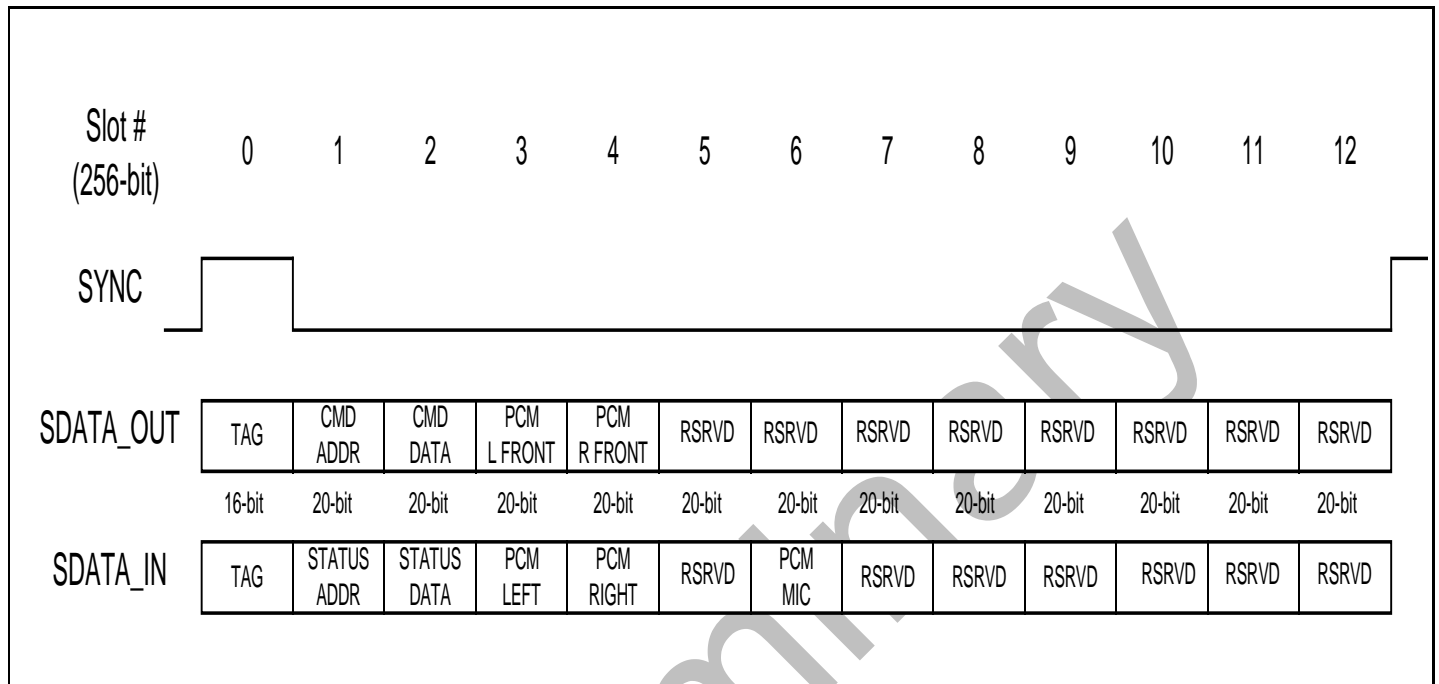 Slot #
(256-bit)
0 1 2 3 4 5 6 7 8 9 10 11 12
SYNC
SDATA_OUT
TAG
CMD
ADDR
CMD
DATA
PCM
L FRONT
PCM
R FRONT
RSRVD
RSRVD
RSRVD
RSRVD
RSRVD
RSRVD
RSRVD
RSRVD
16-bit 20-bit 20-bit 20-bit 20-bit 20-bit 20-bit 20-bit 20-bit 20-bit 20-bit 20-bit 20-bit
SDATA_IN
TAG
STATUS
ADDR
STATUS
DATA
PCM
LEFT
PCM
RIGHT
RSRVD
PCM
MIC
RSRVD
RSRVD
RSRVD
RSRVD
RSRVD
RSRVD
minary